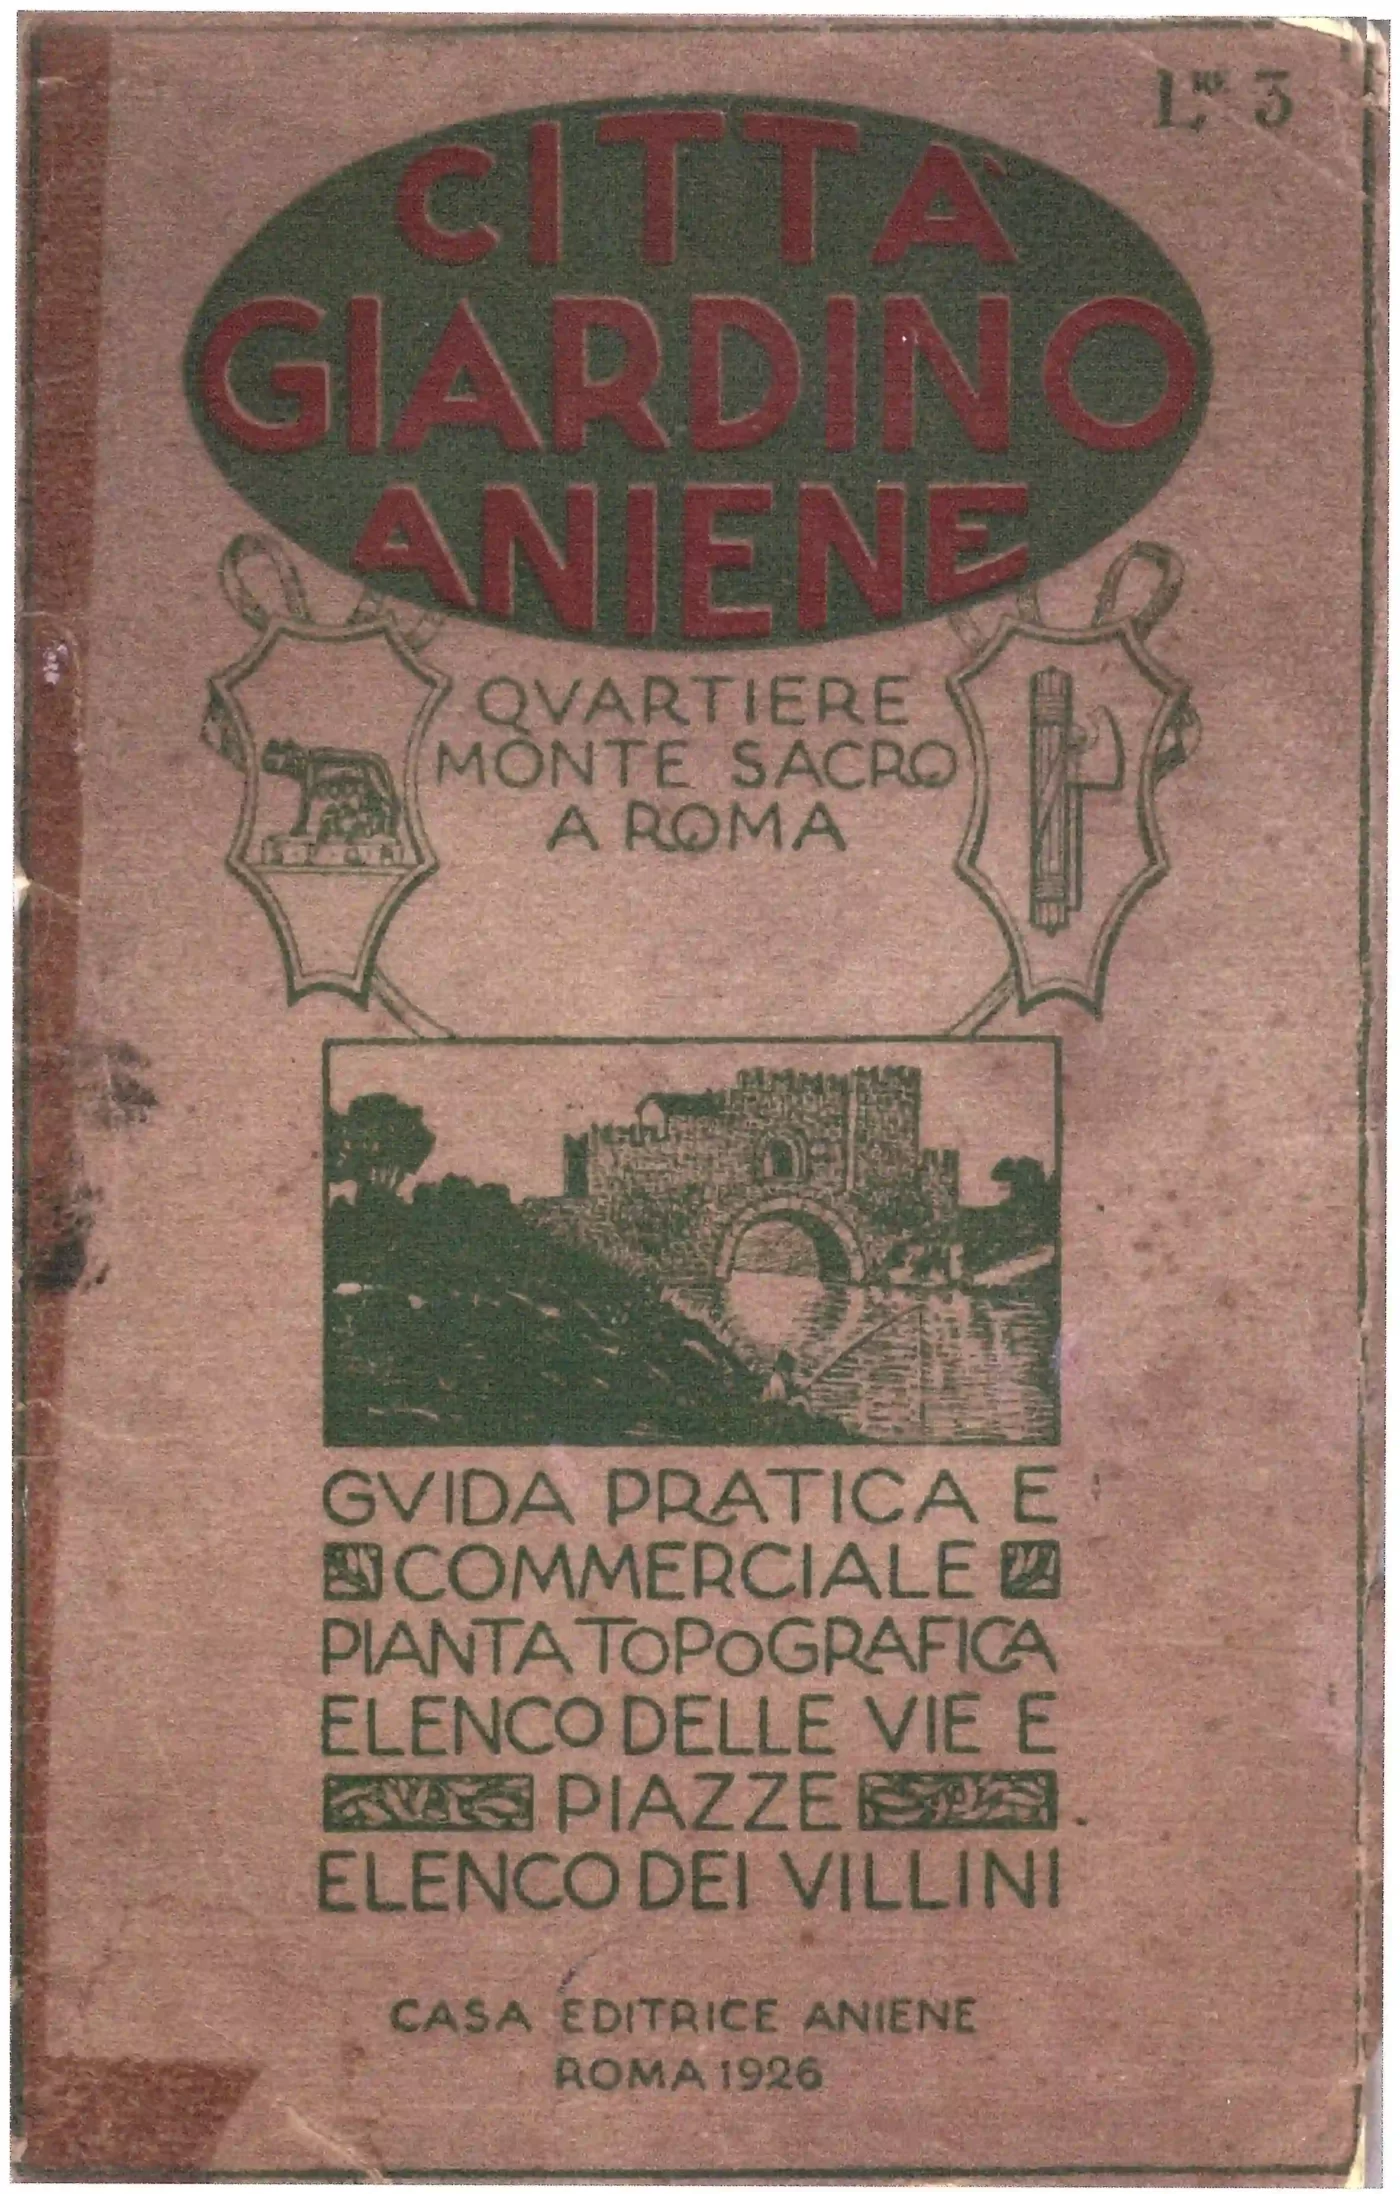 Lire 3
CITTÀ
GIARDINO
ANIENE
QVARTIERE
MONTE SACRO
A ROMA
S.P.Q.R
GVIDA PRATICA E
COMMERCIALE
PIANTA TOPOGRAFICA
ELENCO DELLE VIE E
PIAZZE
ELENCO DEI VILLINI
CASA EDITRICE ANIENE
ROMA 1926